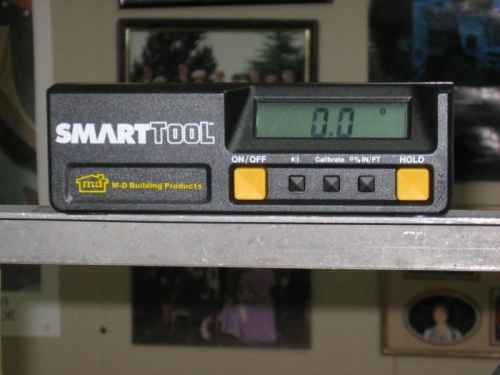 SMARTTOOL
0.0 °
ON/OFF
Calibrate
°/% IN/FT
HOLD
md
M-D Building Products